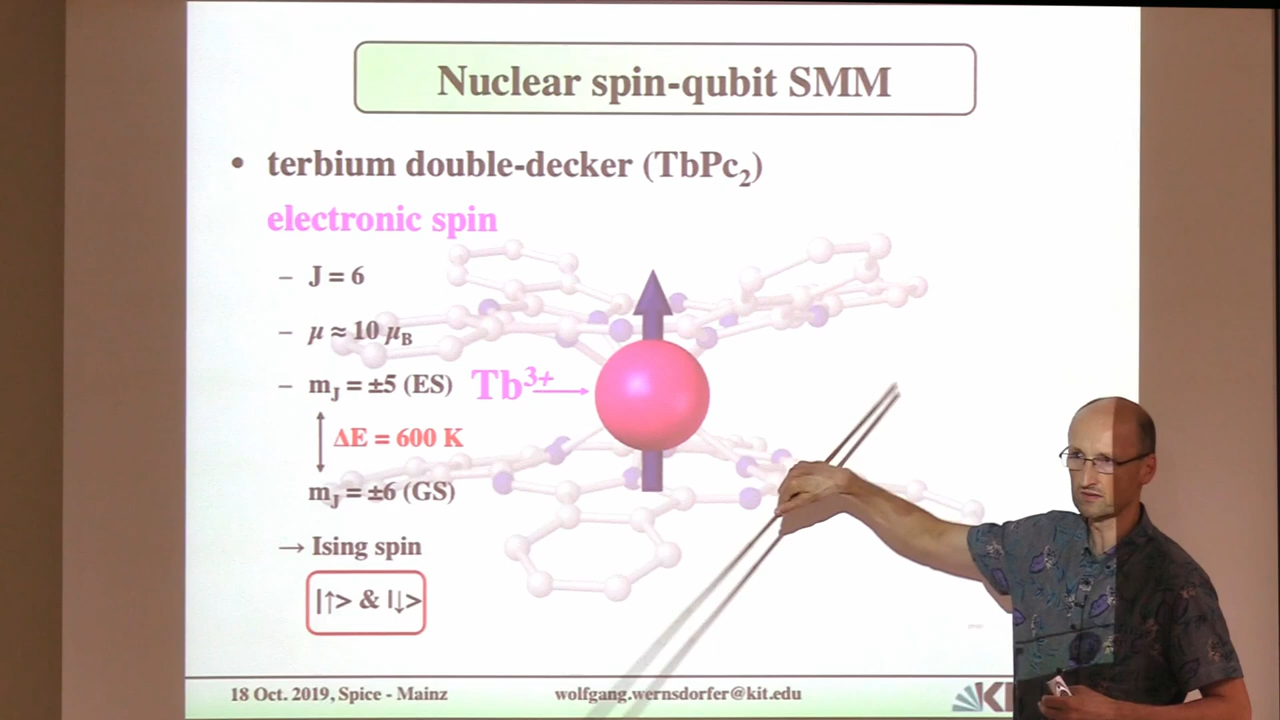 Nuclear spin-qubit SMM
• terbium double-decker (TbPc₂)
electronic spin
– J = 6
– μ ≈ 10 μB
– mJ = ±5 (ES)
Tb³⁺
ΔE = 600 K
mJ = ±6 (GS)
→ Ising spin
|↑> & |↓>
18 Oct. 2019, Spice - Mainz
wolfgang.wernsdorfer@kit.edu